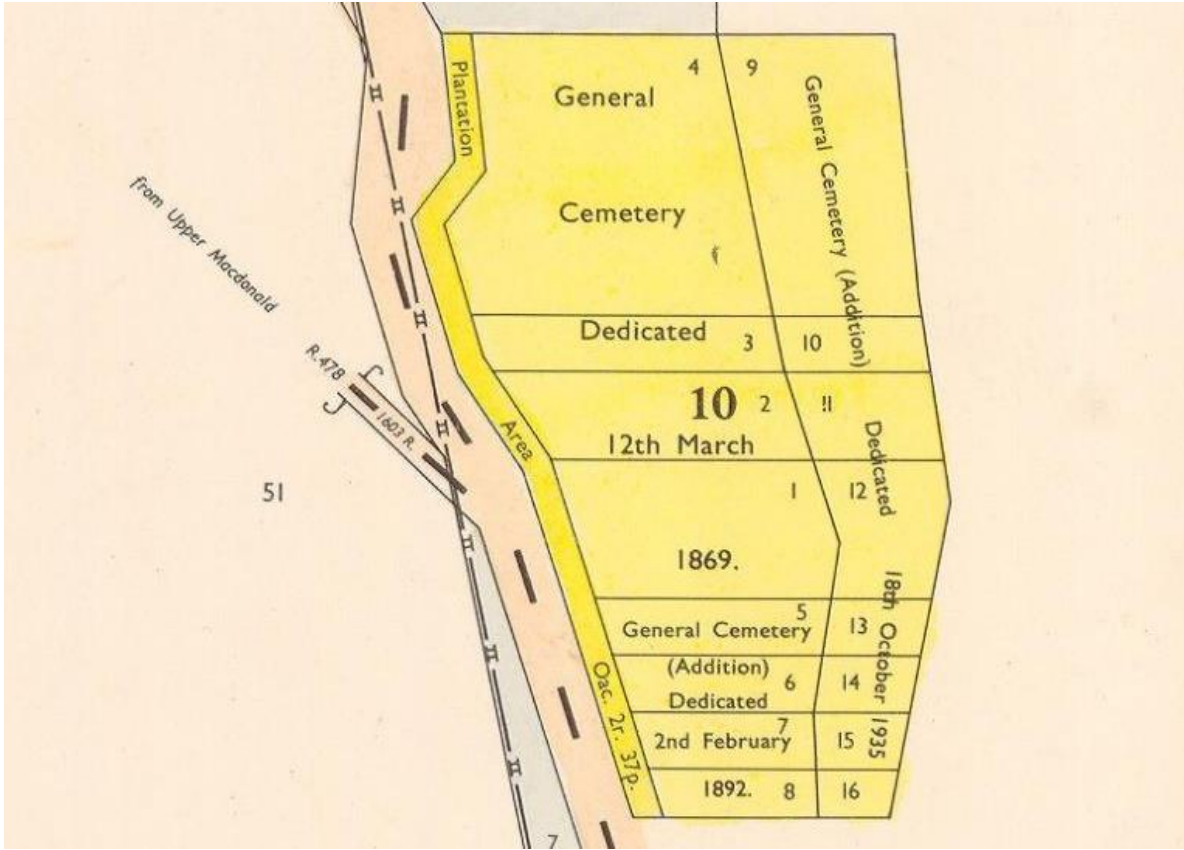 Plantation Area 0ac. 2r. 37p.
4
9
General
Cemetery
General Cemetery (Addition)
from Upper Macdonald
Dedicated
3
10
R.478
1603 R.
10
2
11
12th March
Dedicated
51
1
12
1869.
18th October 1935
5
General Cemetery
13
(Addition)
6
14
Dedicated
7
2nd February
15
1892.
8
16
7